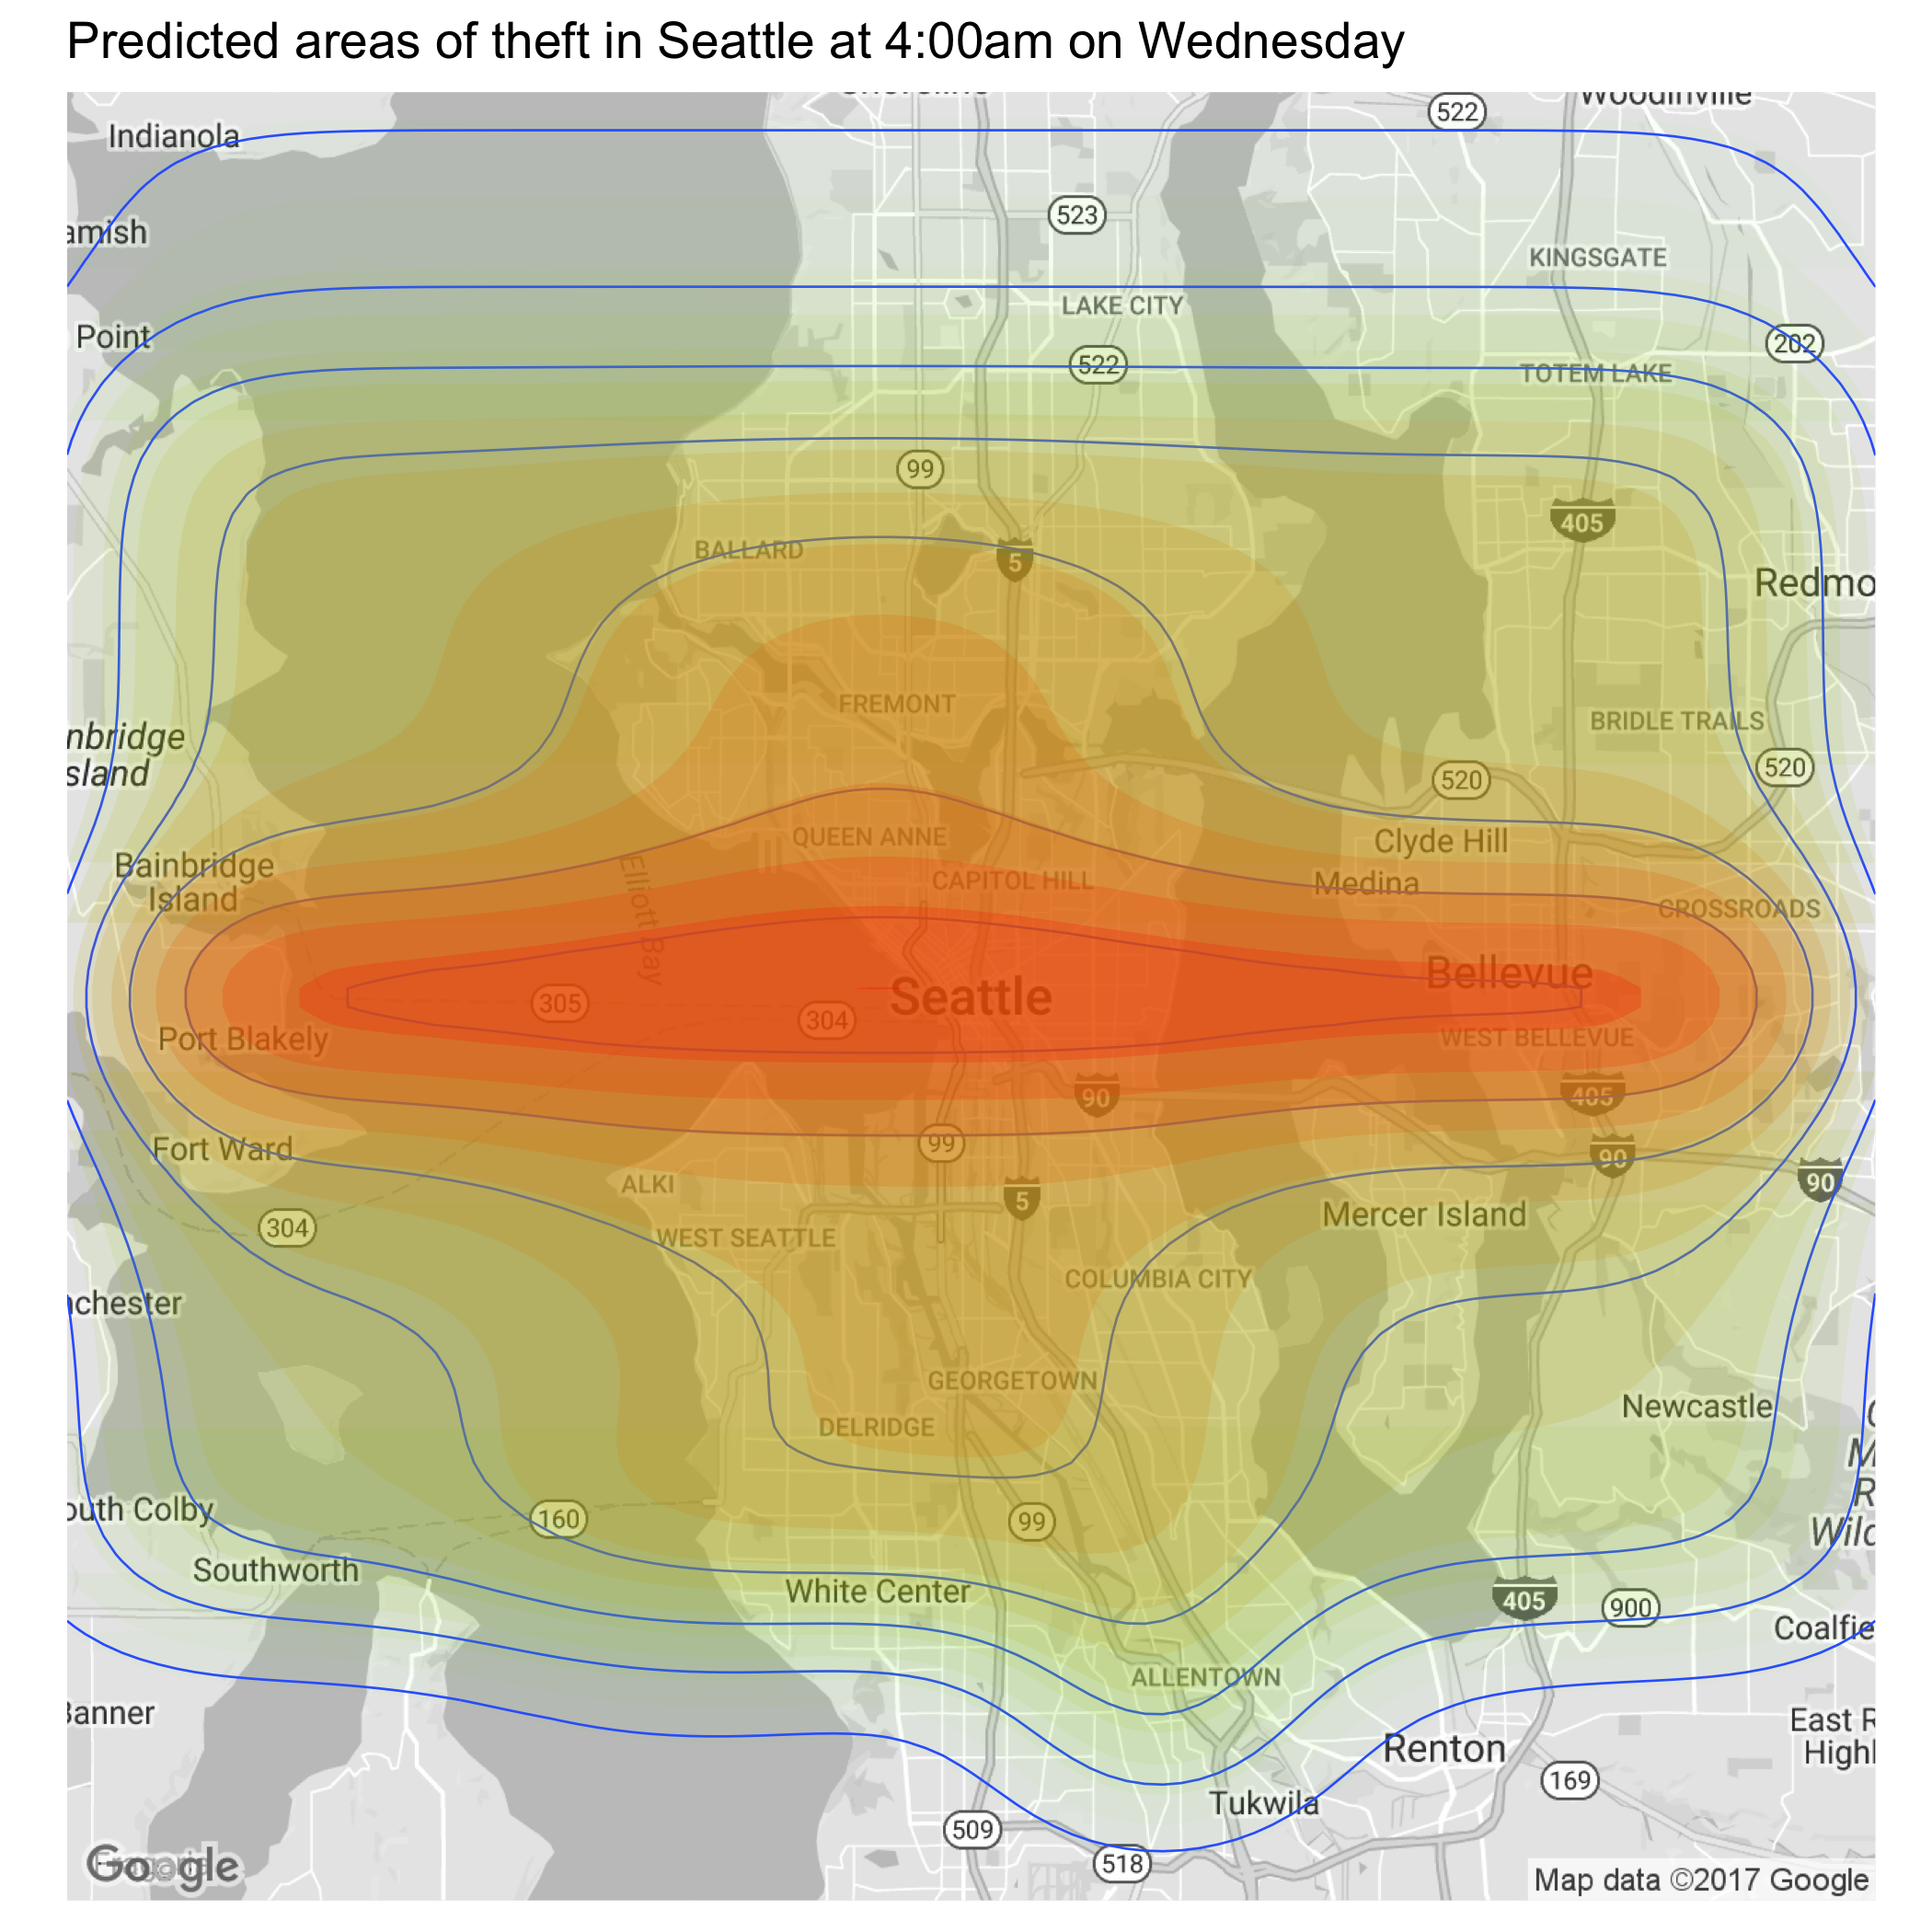 Predicted areas of theft in Seattle at 4:00am on Wednesday
Woodinville
522
Indianola
523
amish
KINGSGATE
LAKE CITY
Point
202
522
TOTEM LAKE
99
405
BALLARD
5
Redmo
FREMONT
BRIDLE TRAILS
nbridge
sland
520
520
QUEEN ANNE
Clyde Hill
Bainbridge
Island
CAPITOL HILL
Medina
CROSSROADS
Elliott Bay
Bellevue
Seattle
305
304
Port Blakely
WEST BELLEVUE
90
405
99
Fort Ward
90
90
ALKI
5
304
WEST SEATTLE
Mercer Island
COLUMBIA CITY
chester
GEORGETOWN
Newcastle
DELRIDGE
M
R
Wild
outh Colby
160
99
Southworth
White Center
405
900
Coalfie
ALLENTOWN
Banner
East R
Highl
Renton
169
Tukwila
509
518
Google
Map data ©2017 Google